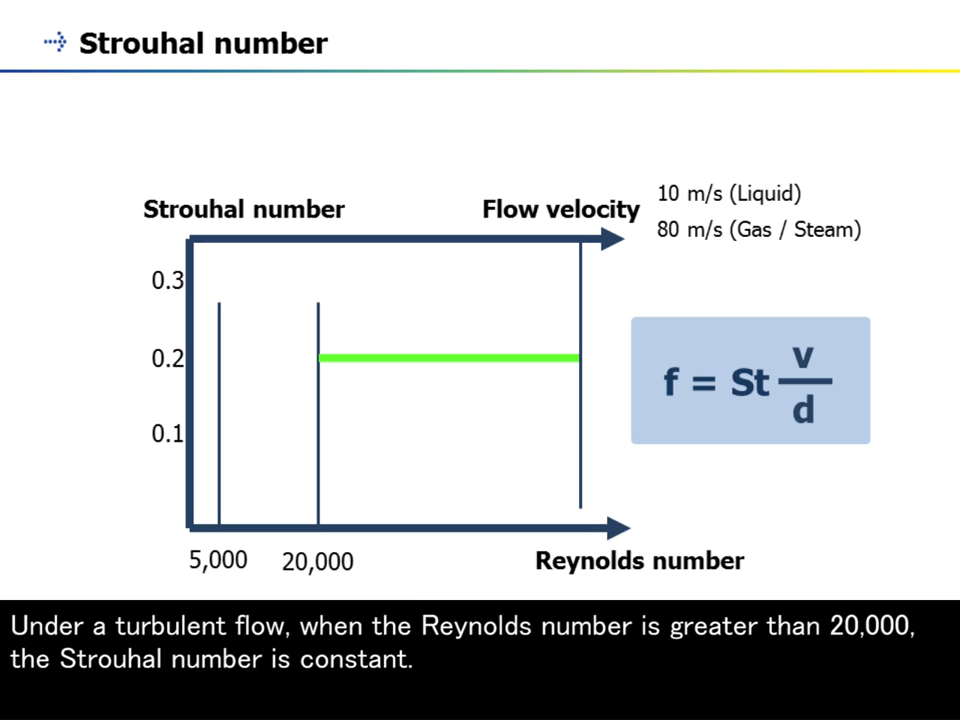 Strouhal number
10 m/s (Liquid)
Strouhal number
Flow velocity
80 m/s (Gas / Steam)
0.3
0.2
0.1
f = St v
d
5,000
20,000
Reynolds number
Under a turbulent flow, when the Reynolds number is greater than 20,000,
the Strouhal number is constant.